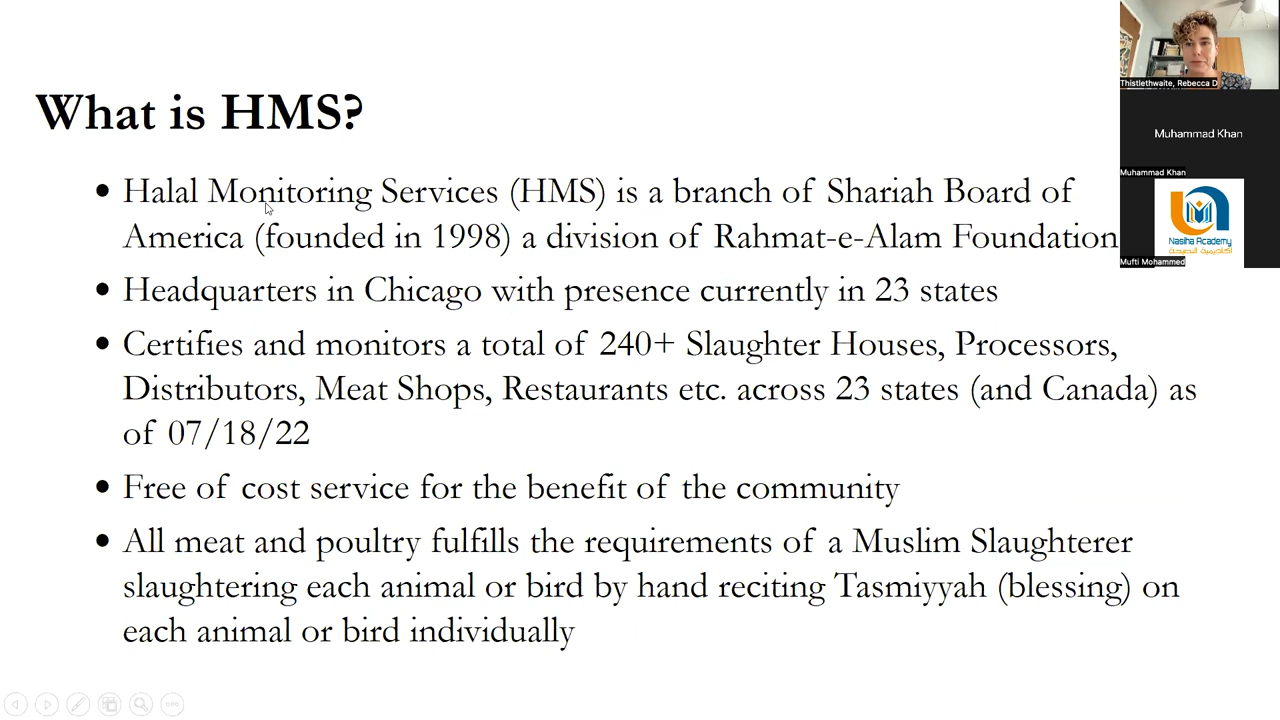 What is HMS?
• Halal Monitoring Services (HMS) is a branch of Shariah Board of
America (founded in 1998) a division of Rahmat-e-Alam Foundation
• Headquarters in Chicago with presence currently in 23 states
• Certifies and monitors a total of 240+ Slaughter Houses, Processors,
Distributors, Meat Shops, Restaurants etc. across 23 states (and Canada) as
of 07/18/22
• Free of cost service for the benefit of the community
• All meat and poultry fulfills the requirements of a Muslim Slaughterer
slaughtering each animal or bird by hand reciting Tasmiyyah (blessing) on
each animal or bird individually
Thistlethwaite, Rebecca D
Muhammad Khan
Muhammad Khan
Nasiha Academy
أكاديمية النصيحة
Mufti Mohammed